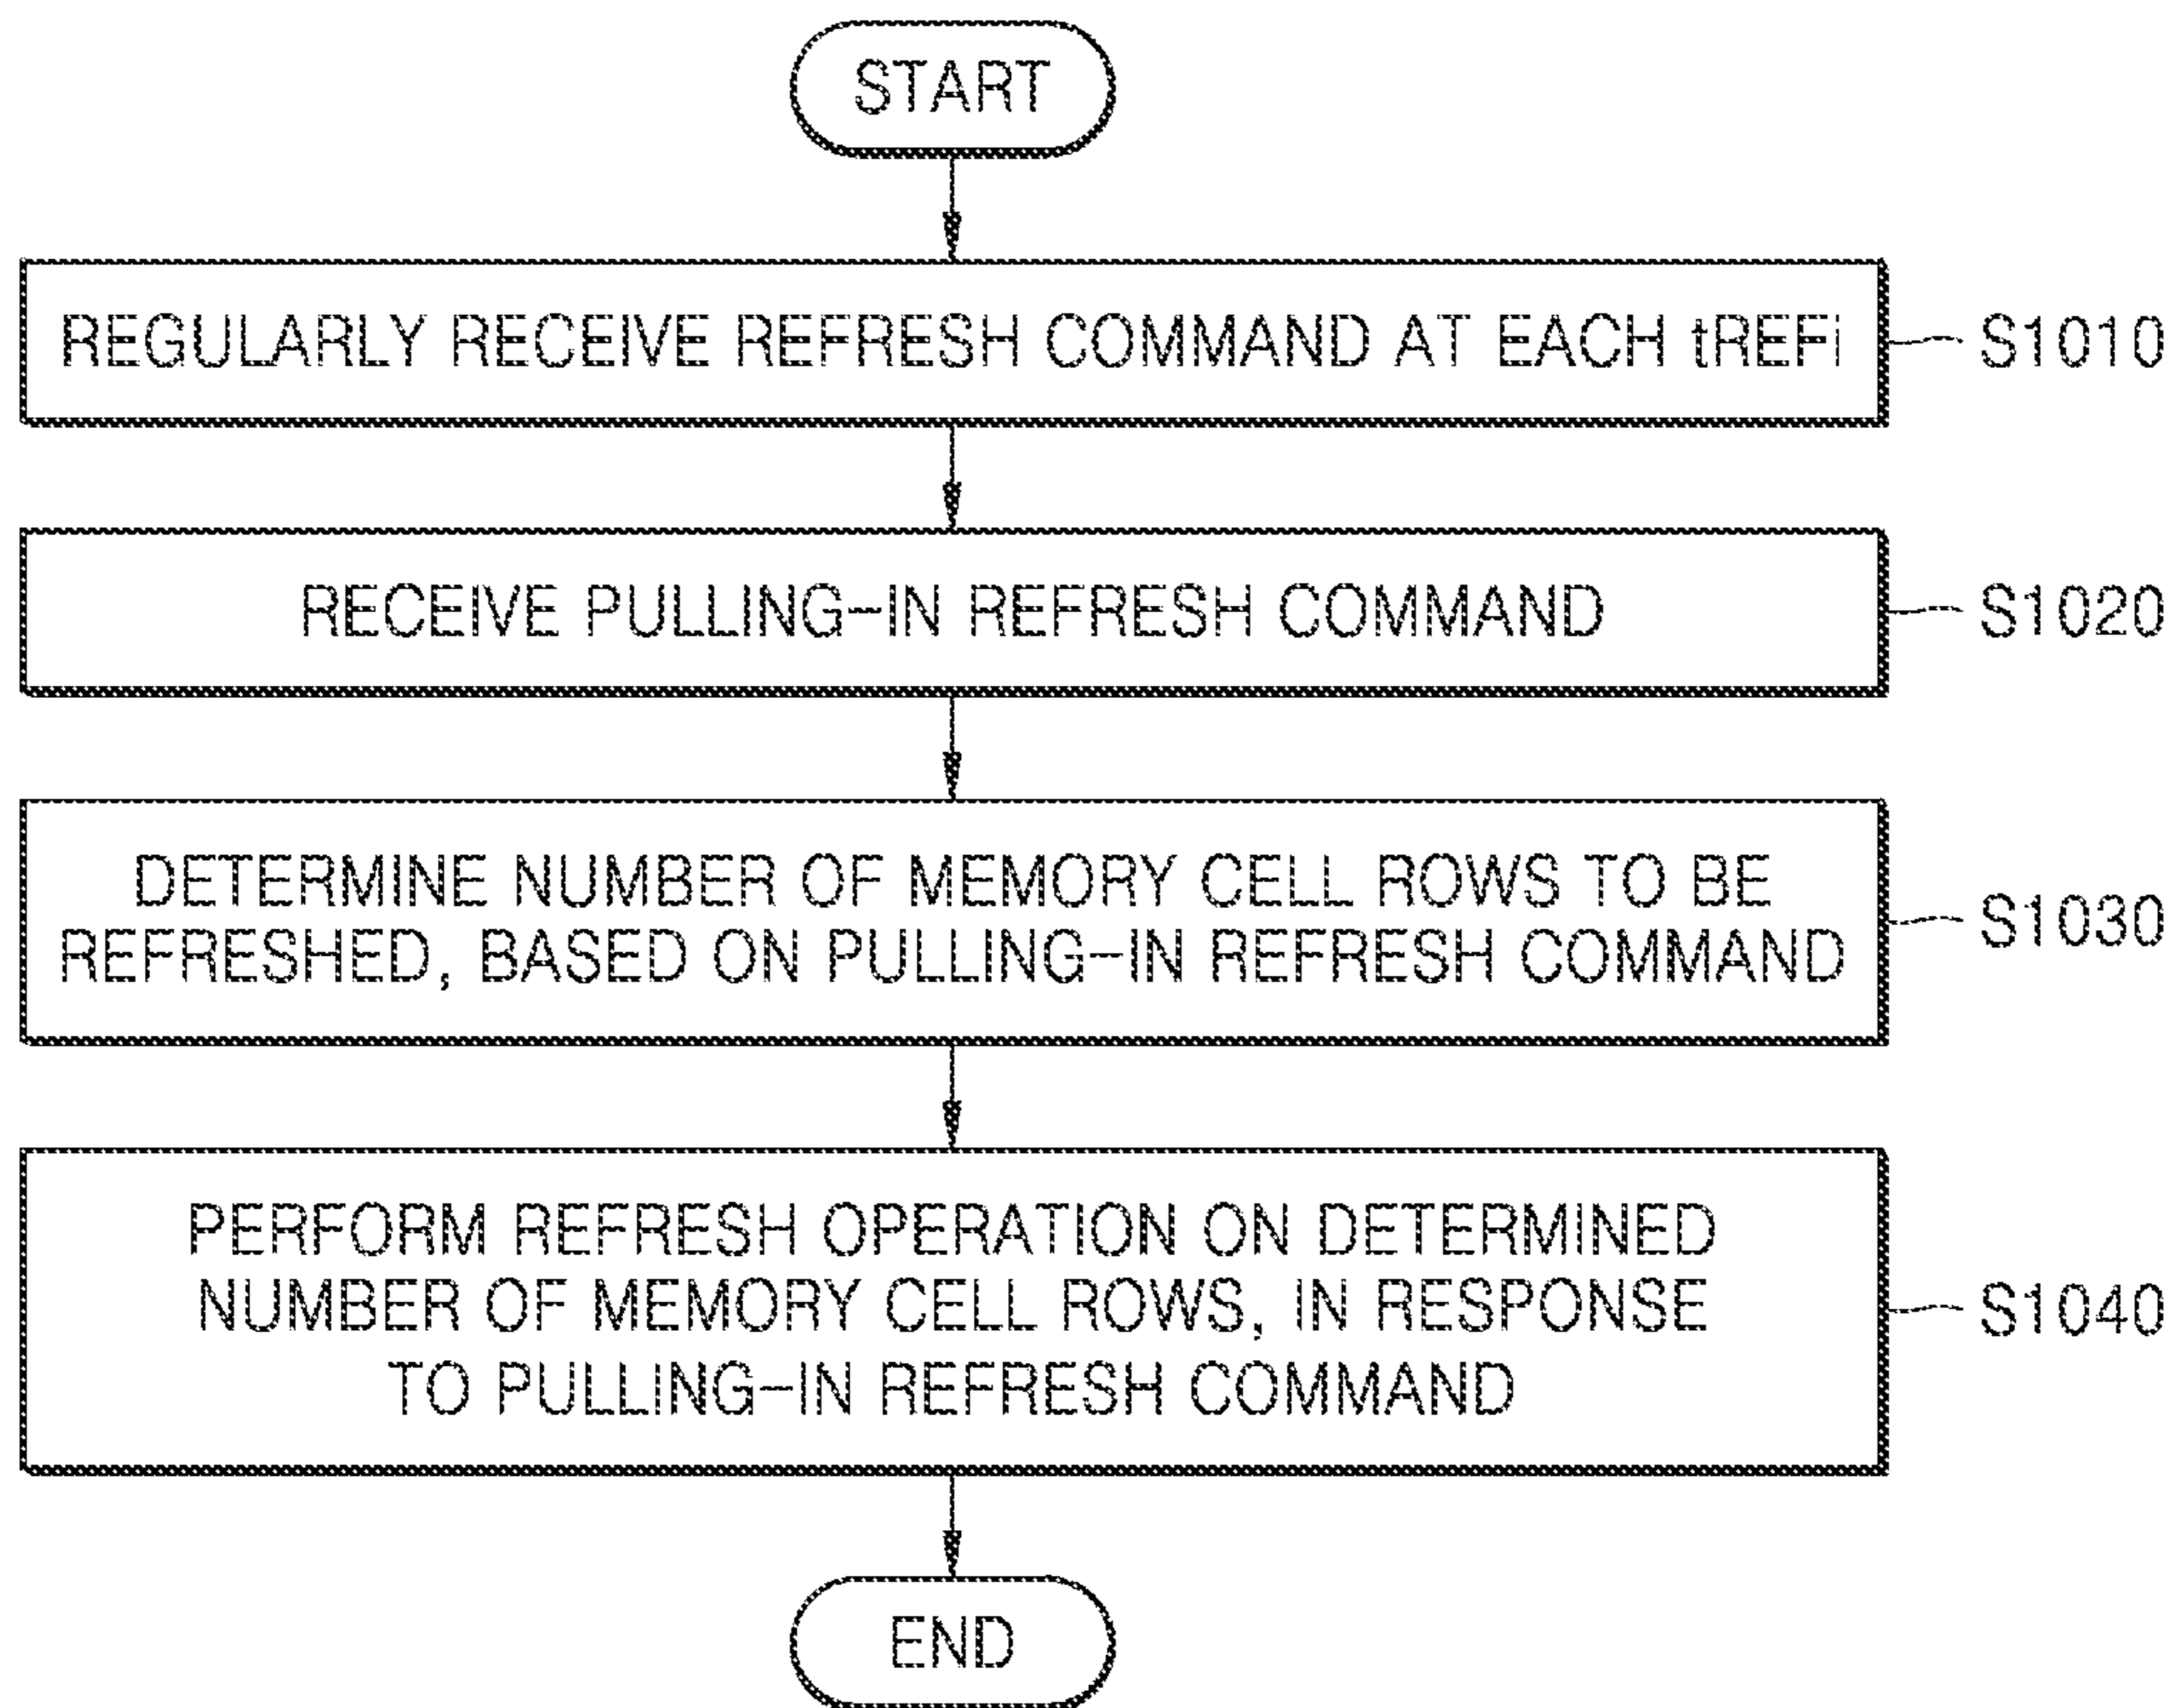 START
REGULARLY RECEIVE REFRESH COMMAND AT EACH tREFi
S1010
RECEIVE PULLING-IN REFRESH COMMAND
S1020
DETERMINE NUMBER OF MEMORY CELL ROWS TO BE
REFRESHED, BASED ON PULLING-IN REFRESH COMMAND
S1030
PERFORM REFRESH OPERATION ON DETERMINED
NUMBER OF MEMORY CELL ROWS, IN RESPONSE
TO PULLING-IN REFRESH COMMAND
S1040
END